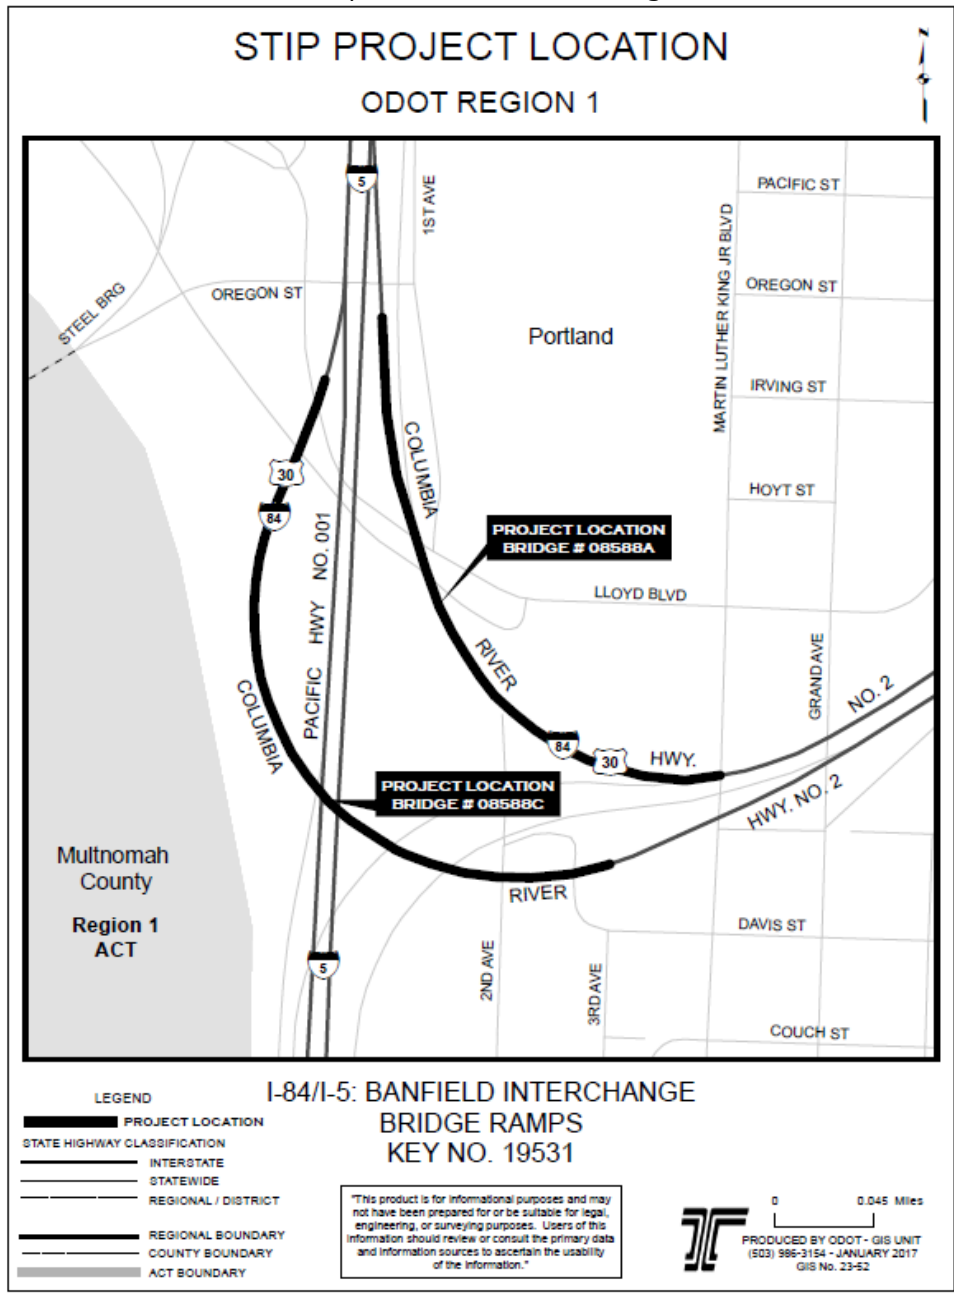 STIP PROJECT LOCATION
ODOT REGION 1
N
5
1ST AVE
PACIFIC ST
MARTIN LUTHER KING JR BLVD
OREGON ST
OREGON ST
STEEL BRG
Portland
IRVING ST
COLUMBIA
30
HOYT ST
84
PACIFIC HWY NO. 001
PROJECT LOCATION
BRIDGE # 08588A
LLOYD BLVD
RIVER
GRAND AVE
COLUMBIA
NO. 2
84
30
HWY.
PROJECT LOCATION
BRIDGE # 08588C
HWY. NO. 2
Multnomah
County
Region 1
ACT
RIVER
DAVIS ST
5
2ND AVE
3RD AVE
COUCH ST
LEGEND
PROJECT LOCATION
STATE HIGHWAY CLASSIFICATION
INTERSTATE
STATEWIDE
REGIONAL / DISTRICT
REGIONAL BOUNDARY
COUNTY BOUNDARY
ACT BOUNDARY
I-84/I-5: BANFIELD INTERCHANGE
BRIDGE RAMPS
KEY NO. 19531
"This product is for informational purposes and may
not have been prepared for or be suitable for legal,
engineering, or surveying purposes. Users of this
information should review or consult the primary data
and information sources to ascertain the usability
of the information."
0 0.045 Miles
PRODUCED BY ODOT - GIS UNIT
(503) 986-3154 - JANUARY 2017
GIS No. 23-52